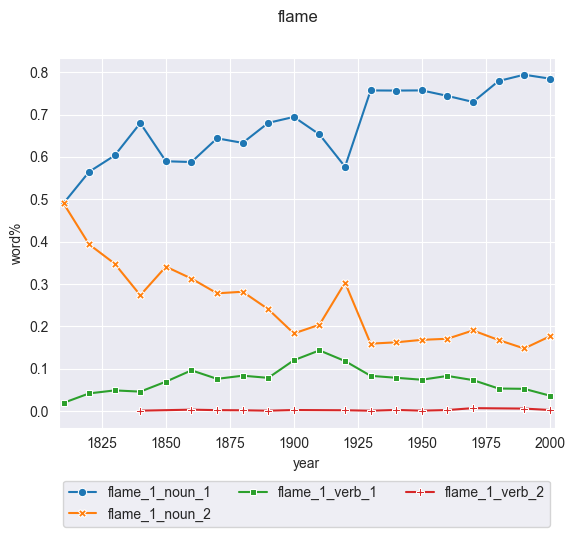 flame
0.8
0.7
0.6
0.5
0.4
0.3
0.2
0.1
0.0
word%
1825 1850 1875 1900 1925 1950 1975 2000
year
flame_1_noun_1 flame_1_verb_1 flame_1_verb_2
flame_1_noun_2